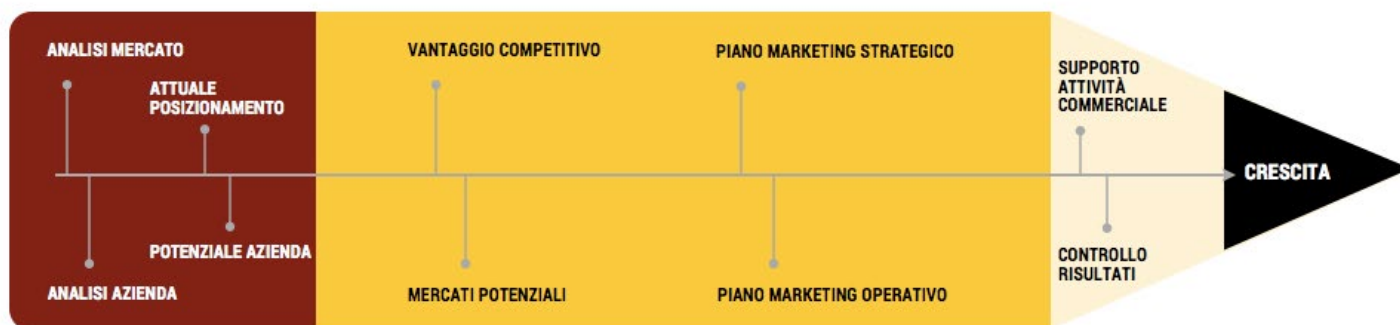 ANALISI MERCATO
ATTUALE
POSIZIONAMENTO
POTENZIALE AZIENDA
ANALISI AZIENDA
VANTAGGIO COMPETITIVO
MERCATI POTENZIALI
PIANO MARKETING STRATEGICO
PIANO MARKETING OPERATIVO
SUPPORTO
ATTIVITÀ
COMMERCIALE
CONTROLLO
RISULTATI
CRESCITA